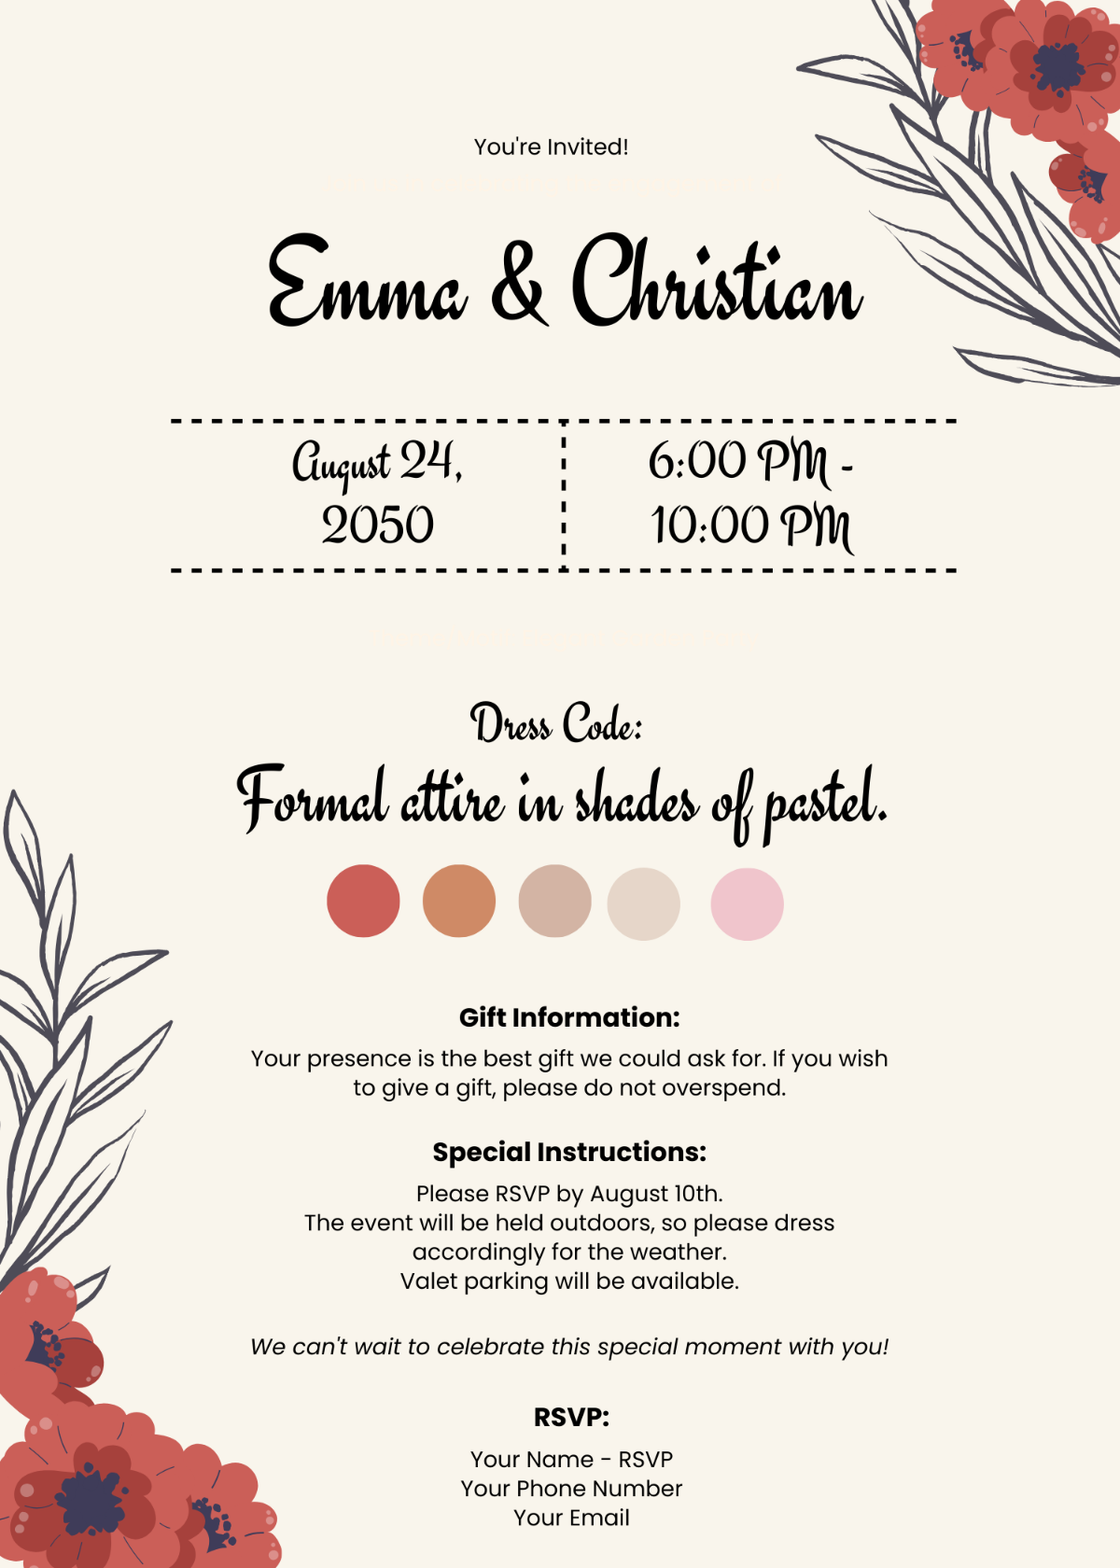 You're Invited!
Emma & Christian
August 24,
2050
6:00 PM -
10:00 PM
Dress Code:
Formal attire in shades of pastel.
Gift Information:
Your presence is the best gift we could ask for. If you wish
to give a gift, please do not overspend.
Special Instructions:
Please RSVP by August 10th.
The event will be held outdoors, so please dress
accordingly for the weather.
Valet parking will be available.
We can't wait to celebrate this special moment with you!
RSVP:
Your Name - RSVP
Your Phone Number
Your Email